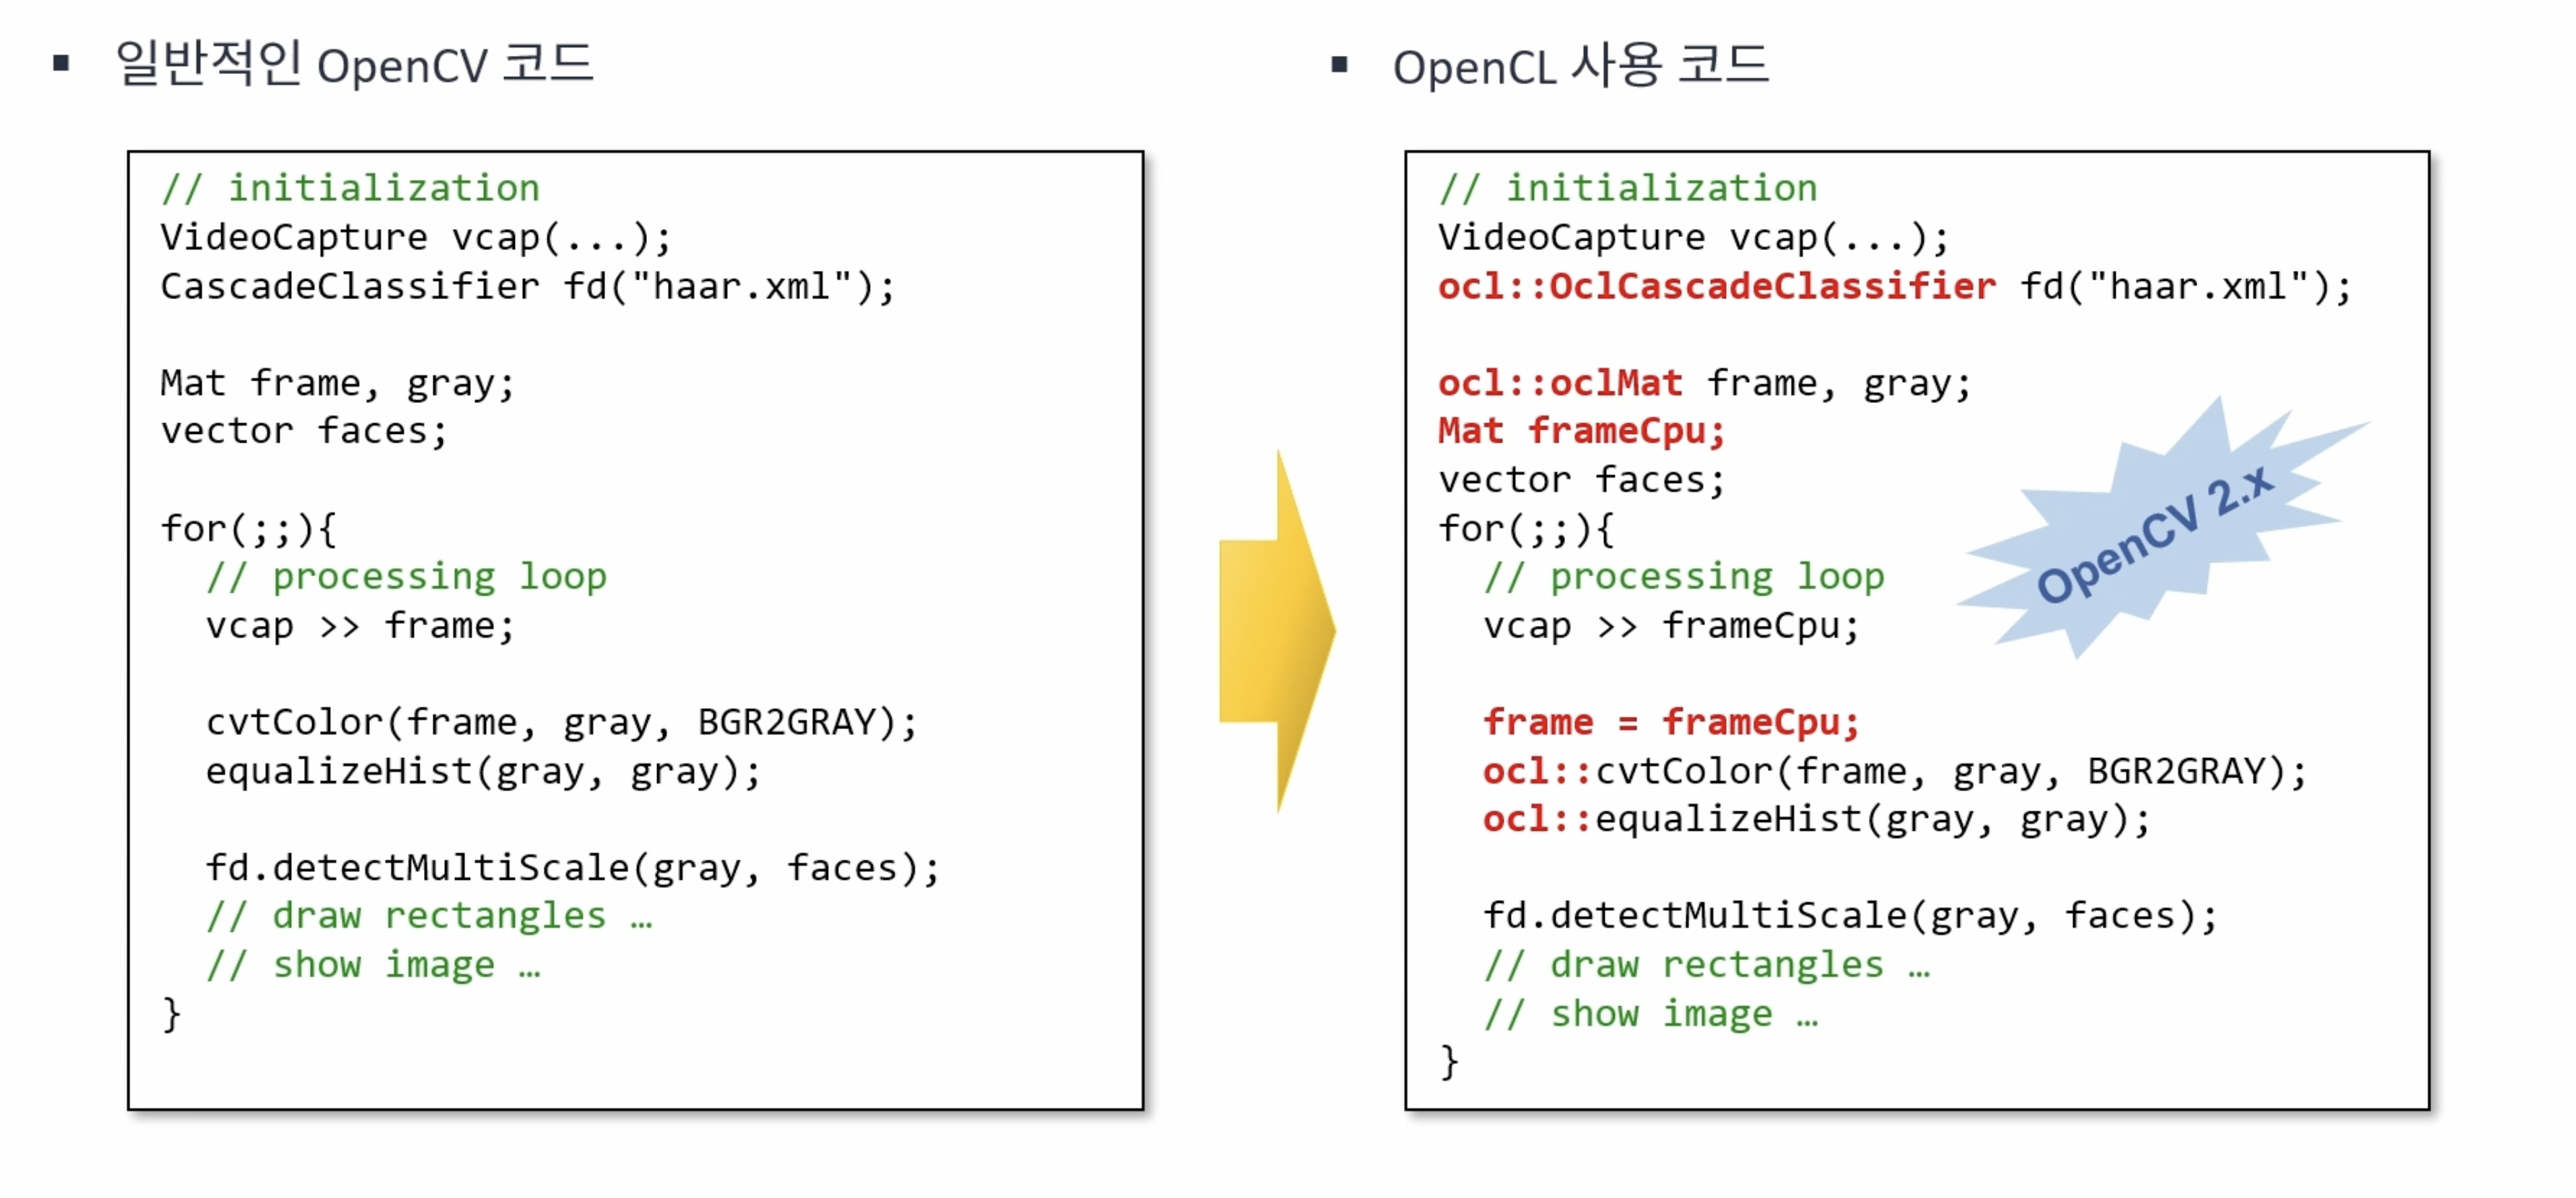 ▪ 일반적인 OpenCV 코드
// initialization
VideoCapture vcap(...);
CascadeClassifier fd("haar.xml");
Mat frame, gray;
vector faces;
for(;;){
// processing loop
vcap >> frame;
cvtColor(frame, gray, BGR2GRAY);
equalizeHist(gray, gray);
fd.detectMultiScale(gray, faces);
// draw rectangles …
// show image …
}
▪ OpenCL 사용 코드
// initialization
VideoCapture vcap(...);
ocl::OclCascadeClassifier fd("haar.xml");
ocl::oclMat frame, gray;
Mat frameCpu;
vector faces;
for(;;){
// processing loop
vcap >> frameCpu;
frame = frameCpu;
ocl::cvtColor(frame, gray, BGR2GRAY);
ocl::equalizeHist(gray, gray);
fd.detectMultiScale(gray, faces);
// draw rectangles …
// show image …
}
OpenCV 2.x